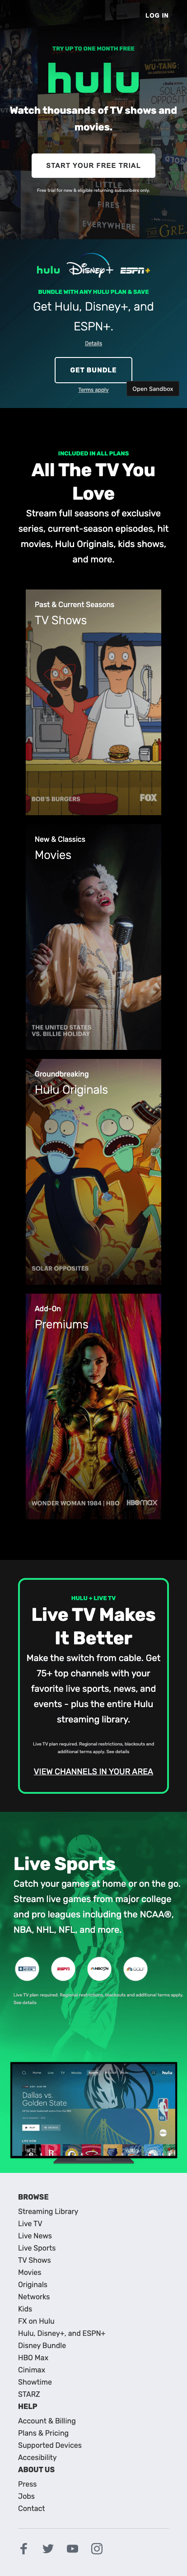 LOG IN
TRY UP TO ONE MONTH FREE
hulu
Watch thousands of TV shows and
movies.
START YOUR FREE TRIAL
Free trial for new & eligible returning subscribers only.
WU-TANG
LITTLE
FIRES
EVERYWHERE
hulu Disney+ ESPN+
BUNDLE WITH ANY HULU PLAN & SAVE
Get Hulu, Disney+, and
ESPN+.
Details
GET BUNDLE
Open Sandbox
Terms apply
INCLUDED IN ALL PLANS
All The TV You
Love
Stream full seasons of exclusive
series, current-season episodes, hit
movies, Hulu Originals, kids shows,
and more.
Past & Current Seasons
TV Shows
BOB'S BURGERS
FOX
New & Classics
Movies
THE UNITED STATES
VS. BILLIE HOLIDAY
Groundbreaking
Hulu Originals
SOLAR OPPOSITES
Add-On
Premiums
WONDER WOMAN 1984 | HBO
HBOMAX
HULU + LIVE TV
Live TV Makes
It Better
Make the switch from cable. Get
75+ top channels with your
favorite live sports, news, and
events - plus the entire Hulu
streaming library.
Live TV plan required. Regional restrictions, blackouts and
additional terms apply. See details
VIEW CHANNELS IN YOUR AREA
Live Sports
Catch your games at home or on the go.
Stream live games from major college
and pro leagues including the NCAA®,
NBA, NHL, NFL, and more.
ESPN
Live TV plan required. Regional restrictions, blackouts and additional terms apply.
See details.
hulu
Dallas vs.
Golden State
BROWSE
Streaming Library
Live TV
Live News
Live Sports
TV Shows
Movies
Originals
Networks
Kids
FX on Hulu
Hulu, Disney+, and ESPN+
Disney Bundle
HBO Max
Cinimax
Showtime
STARZ
HELP
Account & Billing
Plans & Pricing
Supported Devices
Accesibility
ABOUT US
Press
Jobs
Contact